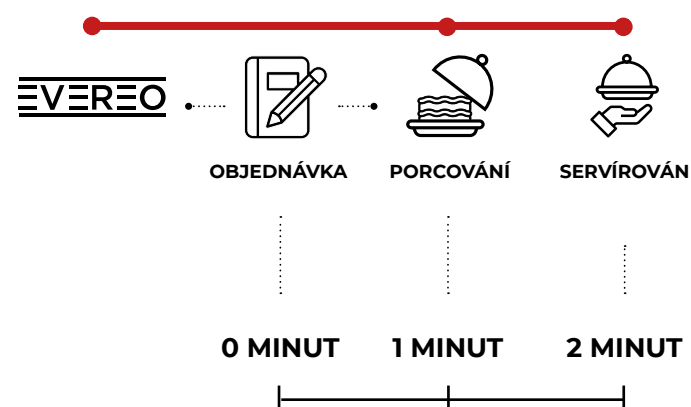 EVEREO
OBJEDNÁVKA PORCOVÁNÍ SERVÍROVÁN
0 MINUT 1 MINUT 2 MINUT